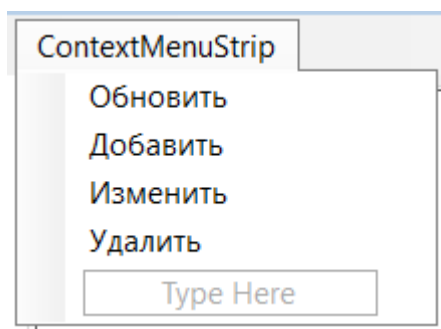 ContextMenuStrip
Обновить
Добавить
Изменить
Удалить
Type Here